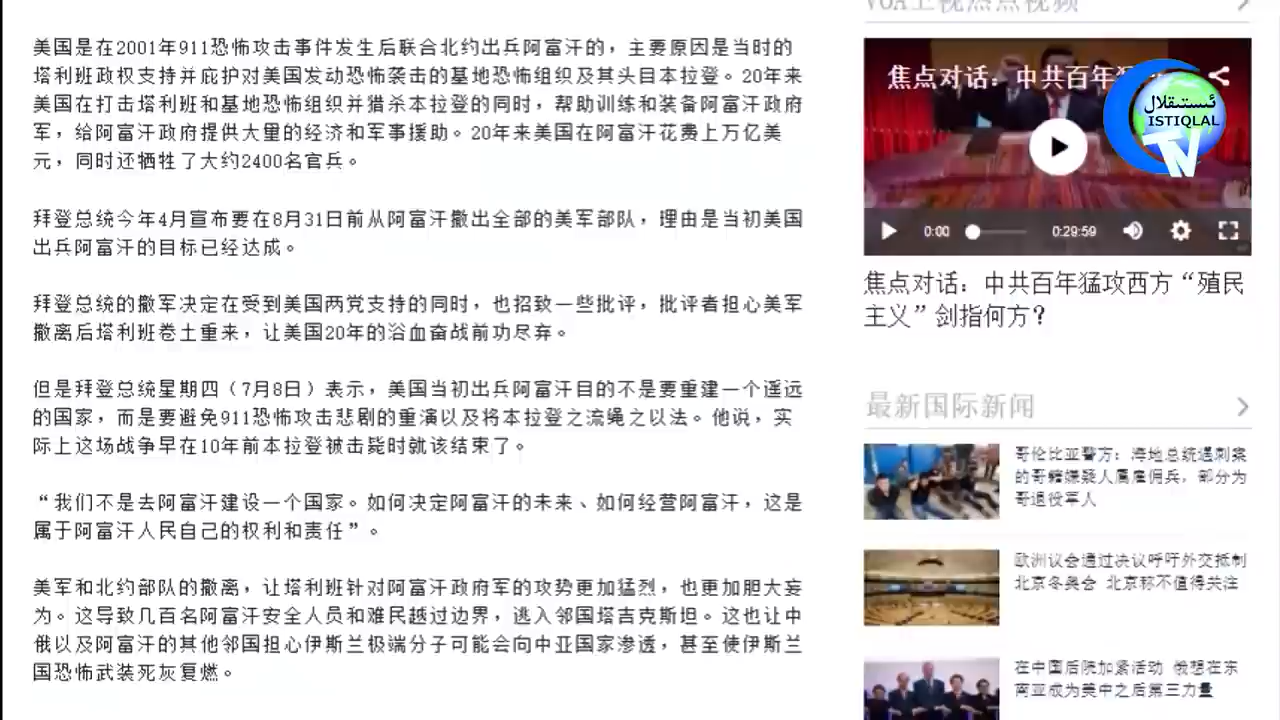 美国是在2001年911恐怖攻击事件发生后联合北约出兵阿富汗的，主要原因是当时的
塔利班政权支持并庇护对美国发动恐怖袭击的基地恐怖组织及其头目本拉登。20年来
美国在打击塔利班和基地恐怖组织并猎杀本拉登的同时，帮助训练和装备阿富汗政府
军，给阿富汗政府提供大量的经济和军事援助。20年来美国在阿富汗花费上万亿美
元，同时还牺牲了大约2400名官兵。
拜登总统今年4月宣布要在8月31日前从阿富汗撤出全部的美军部队，理由是当初美国
出兵阿富汗的目标已经达成。
拜登总统的撤军决定在受到美国两党支持的同时，也招致一些批评，批评者担心美军
撤离后塔利班卷土重来，让美国20年的浴血奋战前功尽弃。
但是拜登总统星期四（7月8日）表示，美国当初出兵阿富汗目的不是要重建一个遥远
的国家，而是要避免911恐怖攻击悲剧的重演以及将本拉登之流绳之以法。他说，实
际上这场战争早在10年前本拉登被击毙时就该结束了。
“我们不是去阿富汗建设一个国家。如何决定阿富汗的未来、如何经营阿富汗，这是
属于阿富汗人民自己的权利和责任”。
美军和北约部队的撤离，让塔利班针对阿富汗政府军的攻势更加猛烈，也更加胆大妄
为。这导致几百名阿富汗安全人员和难民越过边界，逃入邻国塔吉克斯坦。这也让中
俄以及阿富汗的其他邻国担心伊斯兰极端分子可能会向中亚国家渗透，甚至使伊斯兰
国恐怖武装死灰复燃。
VOA卫视热点视频
焦点对话：中共百年猛
ئىستىقلال
ISTIQLAL
TV
0:00
0:29:59
焦点对话：中共百年猛攻西方“殖民
主义”剑指何方？
最新国际新闻
哥伦比亚警方：海地总统遇刺案
的哥籍嫌疑人属雇佣兵，部分为
哥退役军人
欧洲议会通过决议呼吁外交抵制
北京冬奥会 北京称不值得关注
在中国后院加紧活动 俄想在东
南亚成为美中之后第三力量